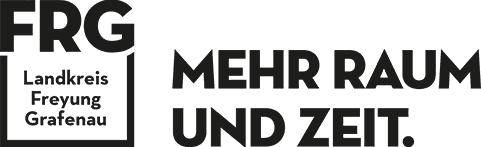 FRG
Landkreis
Freyung
Grafenau
MEHR RAUM
UND ZEIT.